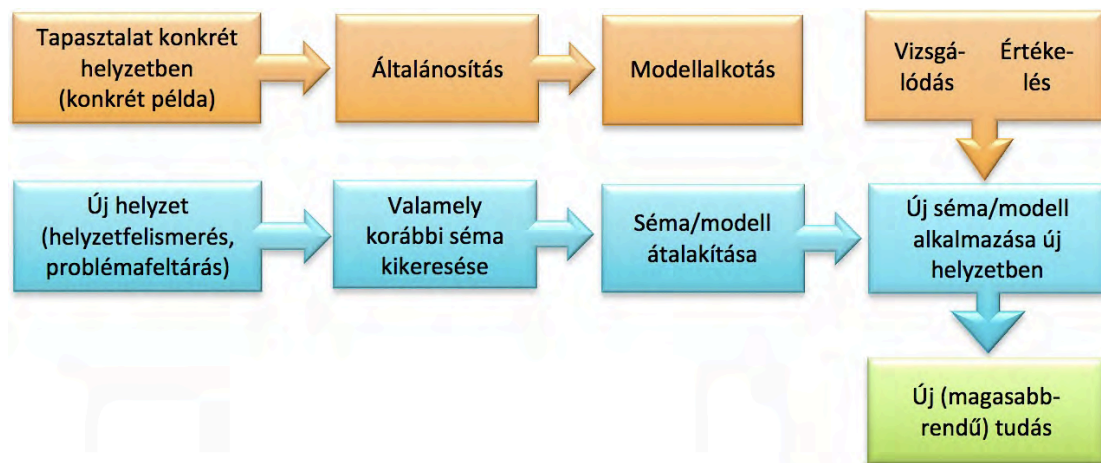 Tapasztalat konkrét
helyzetben
(konkrét példa)
Általánosítás
Modellalkotás
Vizsgá-
lódás
Értéke-
lés
Új helyzet
(helyzetfelismerés,
problémafeltárás)
Valamely
korábbi séma
kikeresése
Séma/modell
átalakítása
Új séma/modell
alkalmazása új
helyzetben
Új (magasabb-
rendű) tudás